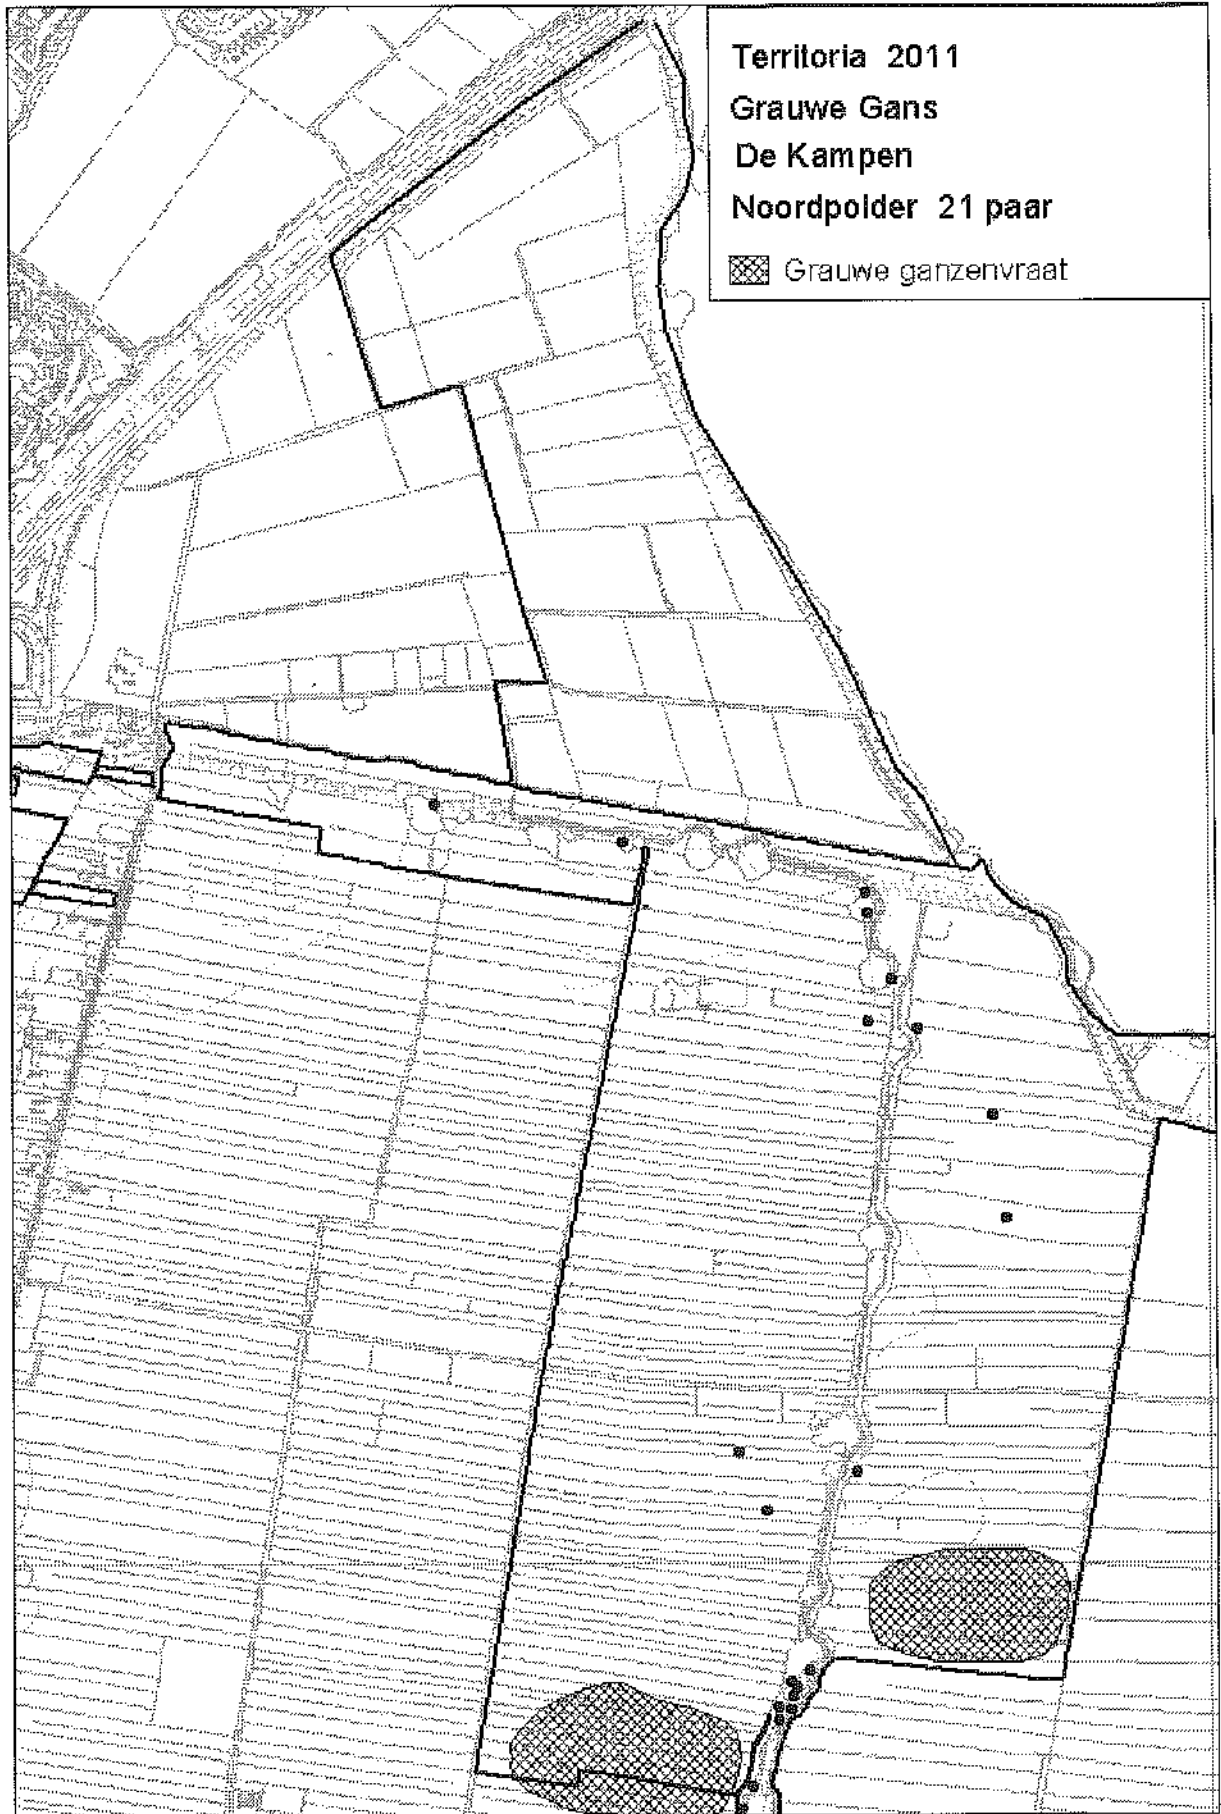 Territoria 2011
Grauwe Gans
De Kampen
Noordpolder 21 paar
Grauwe ganzenvraat